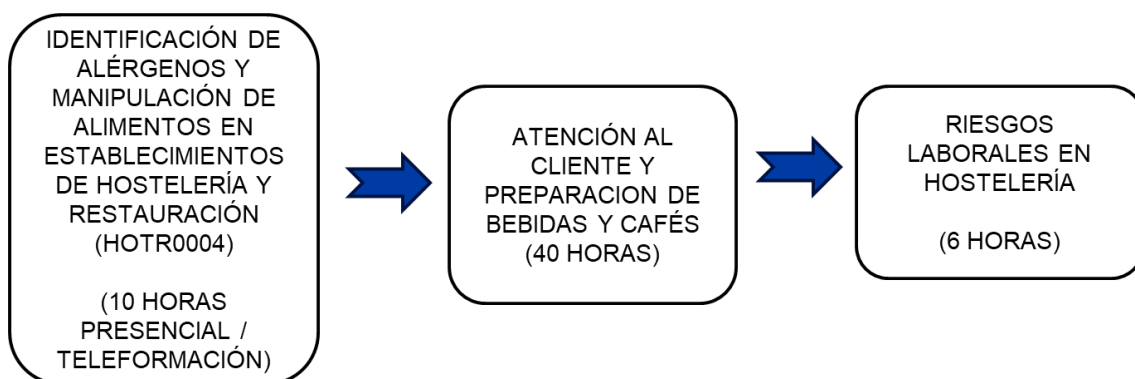 IDENTIFICACIÓN DE
ALÉRGENOS Y
MANIPULACIÓN DE
ALIMENTOS EN
ESTABLECIMIENTOS
DE HOSTELERÍA Y
RESTAURACIÓN
(HOTR0004)
(10 HORAS
PRESENCIAL /
TELEFORMACIÓN)
ATENCIÓN AL
CLIENTE Y
PREPARACION DE
BEBIDAS Y CAFÉS
(40 HORAS)
RIESGOS
LABORALES EN
HOSTELERÍA
(6 HORAS)